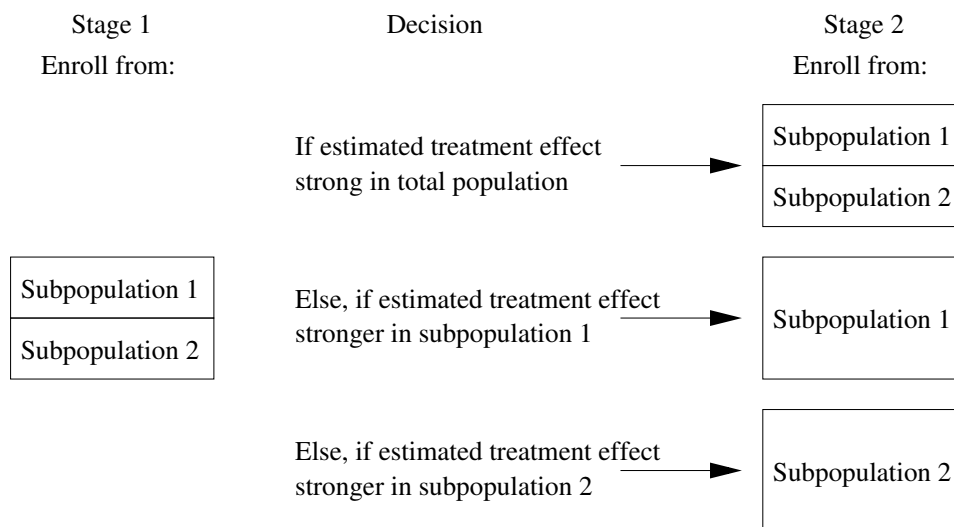 Stage 1
Enroll from:
Decision
Stage 2
Enroll from:
If estimated treatment effect
strong in total population
Subpopulation 1
Subpopulation 2
Subpopulation 1
Subpopulation 2
Else, if estimated treatment effect
stronger in subpopulation 1
Subpopulation 1
Else, if estimated treatment effect
stronger in subpopulation 2
Subpopulation 2